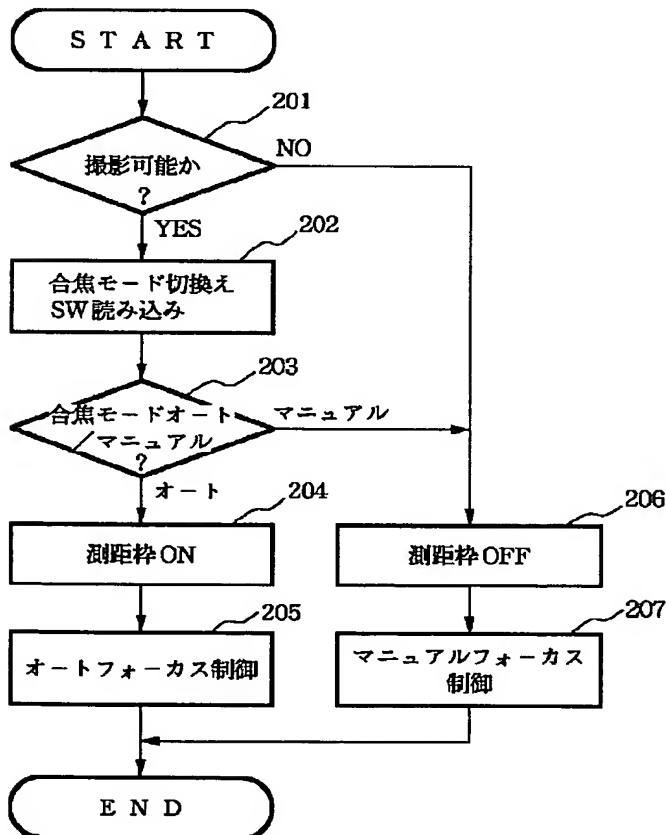 START
201
撮影可能か
?
NO
YES
202
合焦モード切換え
SW読み込み
203
合焦モードオート
/マニュアル
?
マニュアル
オート
204
測距枠ON
206
測距枠OFF
205
オートフォーカス制御
207
マニュアルフォーカス
制御
END